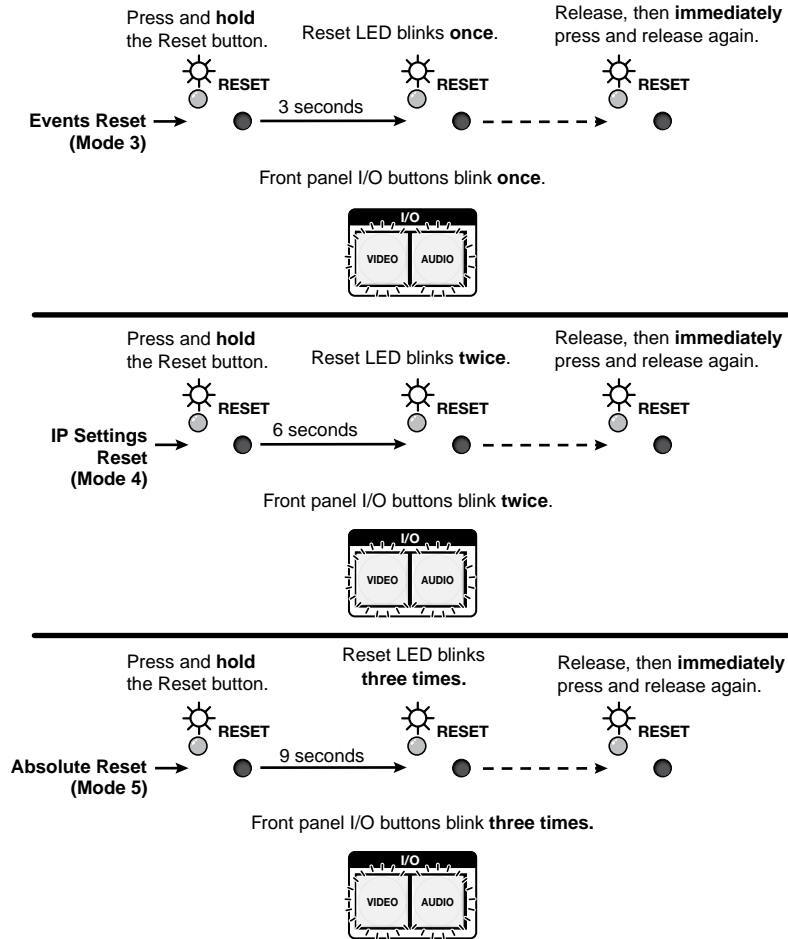 Press and hold
the Reset button.
Reset LED blinks once.
Release, then immediately
press and release again.
RESET
RESET
RESET
3 seconds
Events Reset
(Mode 3)
Front panel I/O buttons blink once.
I/O
VIDEO
AUDIO
Press and hold
the Reset button.
Reset LED blinks twice.
Release, then immediately
press and release again.
RESET
RESET
RESET
6 seconds
IP Settings
Reset
(Mode 4)
Front panel I/O buttons blink twice.
I/O
VIDEO
AUDIO
Press and hold
the Reset button.
Reset LED blinks
three times.
Release, then immediately
press and release again.
RESET
RESET
RESET
9 seconds
Absolute Reset
(Mode 5)
Front panel I/O buttons blink three times.
I/O
VIDEO
AUDIO